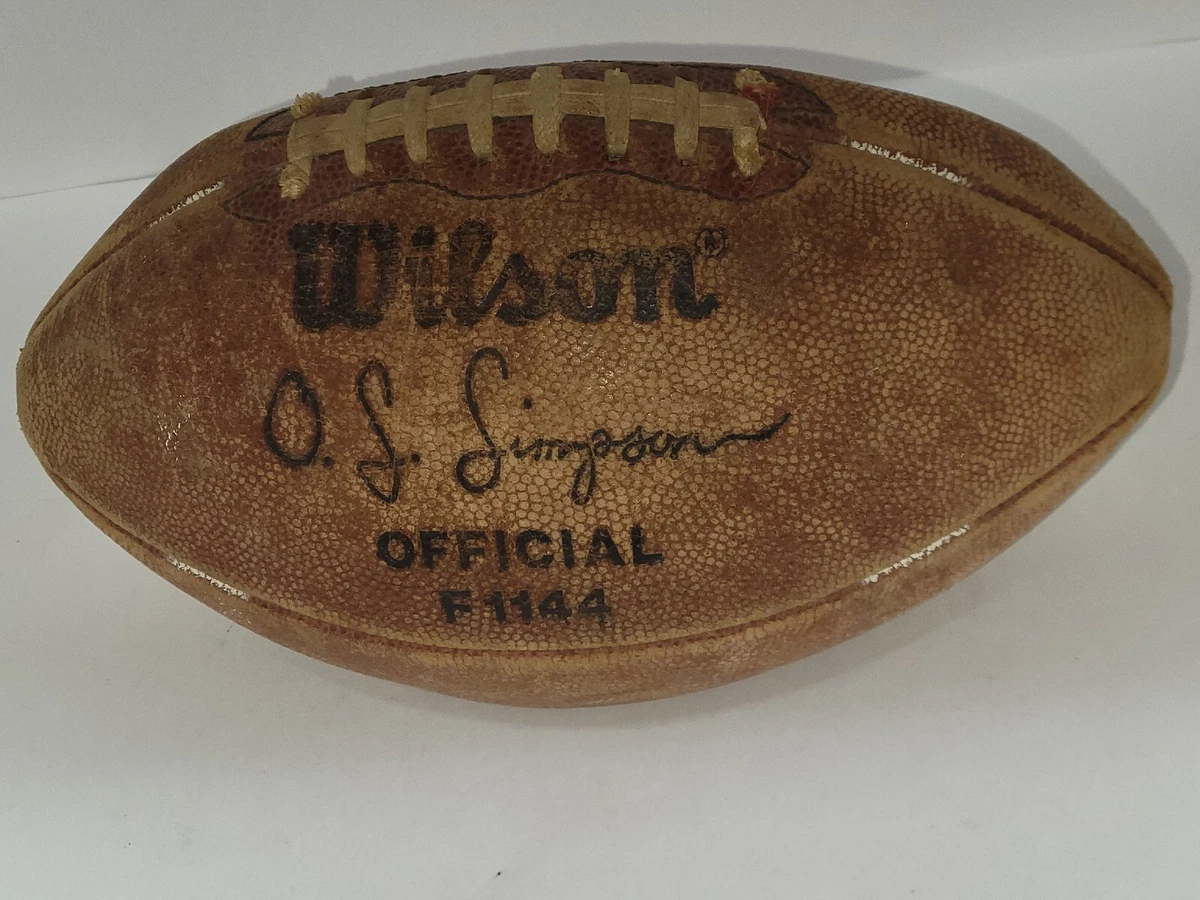 Wilson®
O. J. Simpson
OFFICIAL
F1144